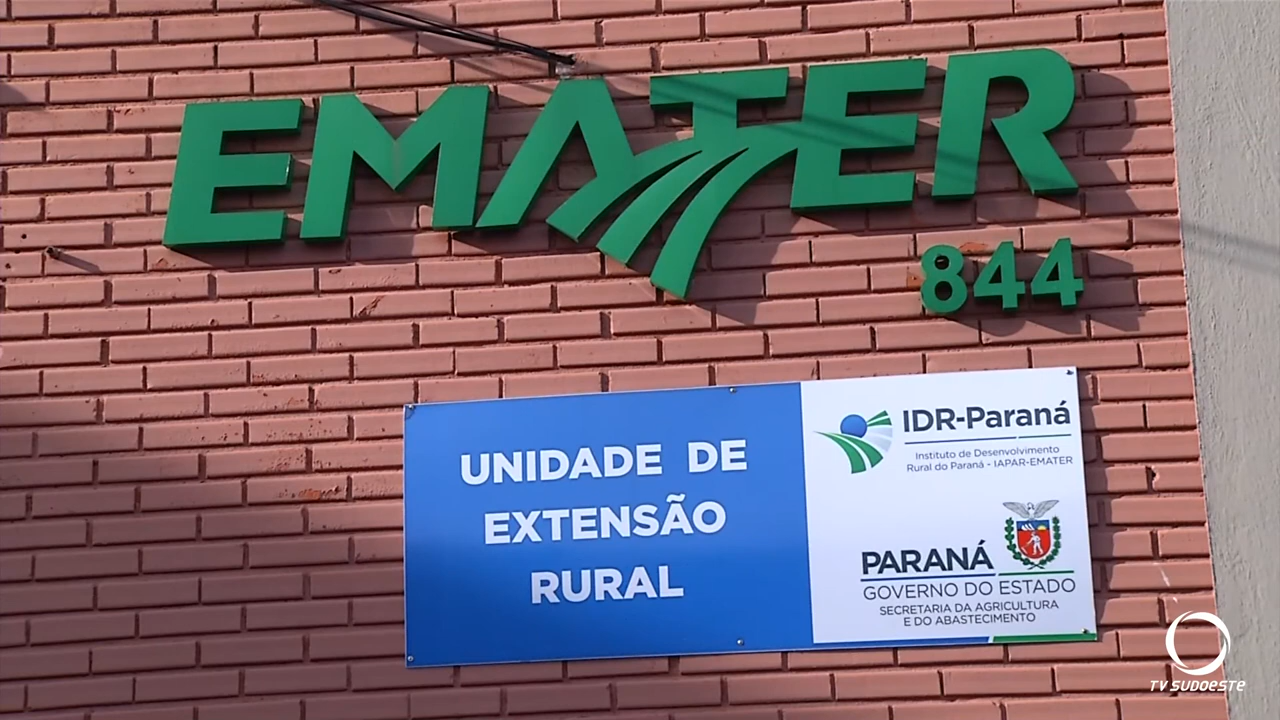 EMATER
844
UNIDADE DE
EXTENSÃO
RURAL
IDR-Paraná
Instituto de Desenvolvimento
Rural do Paraná - IAPAR-EMATER
PARANÁ
GOVERNO DO ESTADO
SECRETARIA DA AGRICULTURA
E DO ABASTECIMENTO
TV SUDOESTE